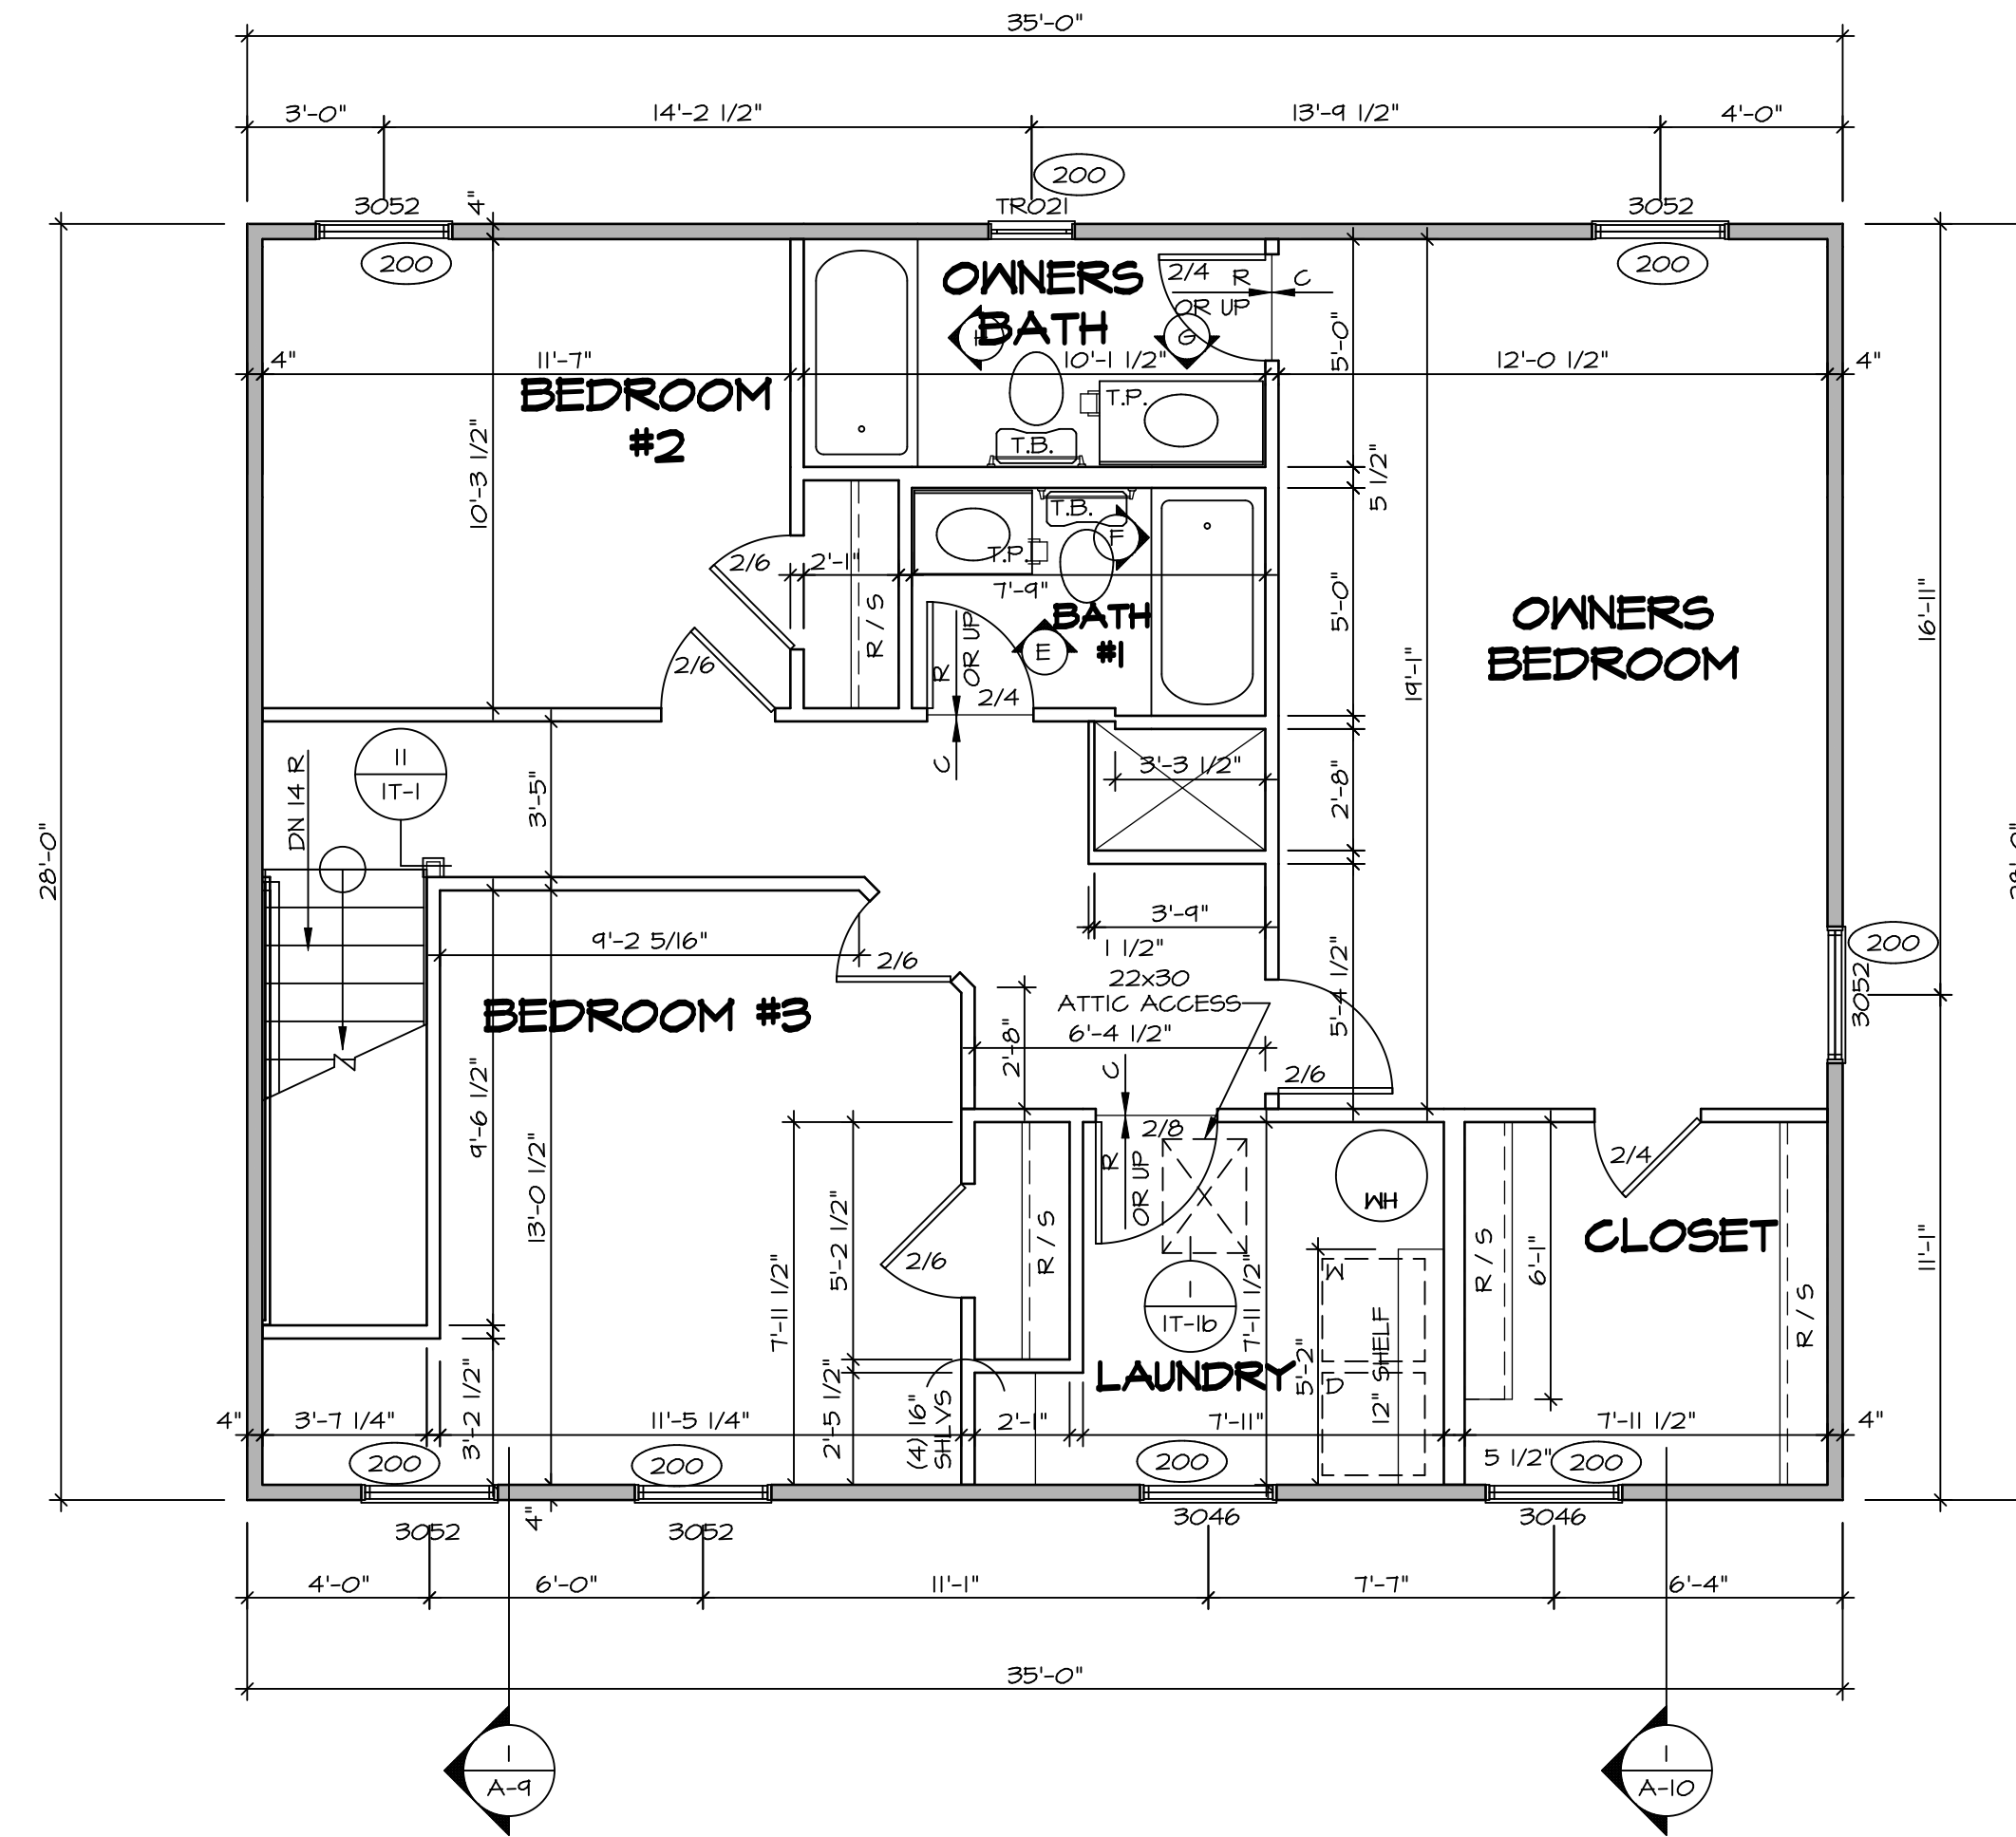 35'-0"
3'-0"
14'-2 1/2"
13'-9 1/2"
4'-0"
200
3052
4"
TR021
3052
200
200
OWNERS
BATH
2/4
R
C
OR UP
H
G
5'-0"
4"
11'-7"
10'-1 1/2"
12'-0 1/2"
4"
BEDROOM
#2
T.P.
T.B.
10'-3 1/2"
5 1/2"
T.B.
F
T.P.
2/6
2'-1"
7'-9"
5'-0"
16'-11"
R / S
BATH
#1
E
R
OR UP
2/4
C
2/6
OWNERS
BEDROOM
19'-1"
11
IT-1
DN 14 R
3'-5"
3'-3 1/2"
2'-8"
28'-0"
28'-0"
3'-9"
9'-2 5/16"
2/6
1 1/2"
22x30
ATTIC ACCESS
5'-4 1/2"
200
3052
BEDROOM #3
6'-4 1/2"
2'-8"
C
2/6
9'-6 1/2"
13'-0 1/2"
2/8
R
OR UP
WH
2/4
5'-2 1/2"
7'-11 1/2"
2/6
R / S
1
IT-1b
7'-11 1/2"
W
D
12" SHELF
5'-2"
R / S
6'-1"
CLOSET
R / S
11'-1"
LAUNDRY
4"
3'-7 1/4"
3'-2 1/2"
11'-5 1/4"
2'-5 1/2"
(4) 16"
SHLVS
2'-1"
7'-11"
5 1/2"
7'-11 1/2"
4"
200
200
200
200
3052
4"
3052
3046
3046
4'-0"
6'-0"
11'-1"
7'-7"
6'-4"
35'-0"
1
A-9
1
A-10